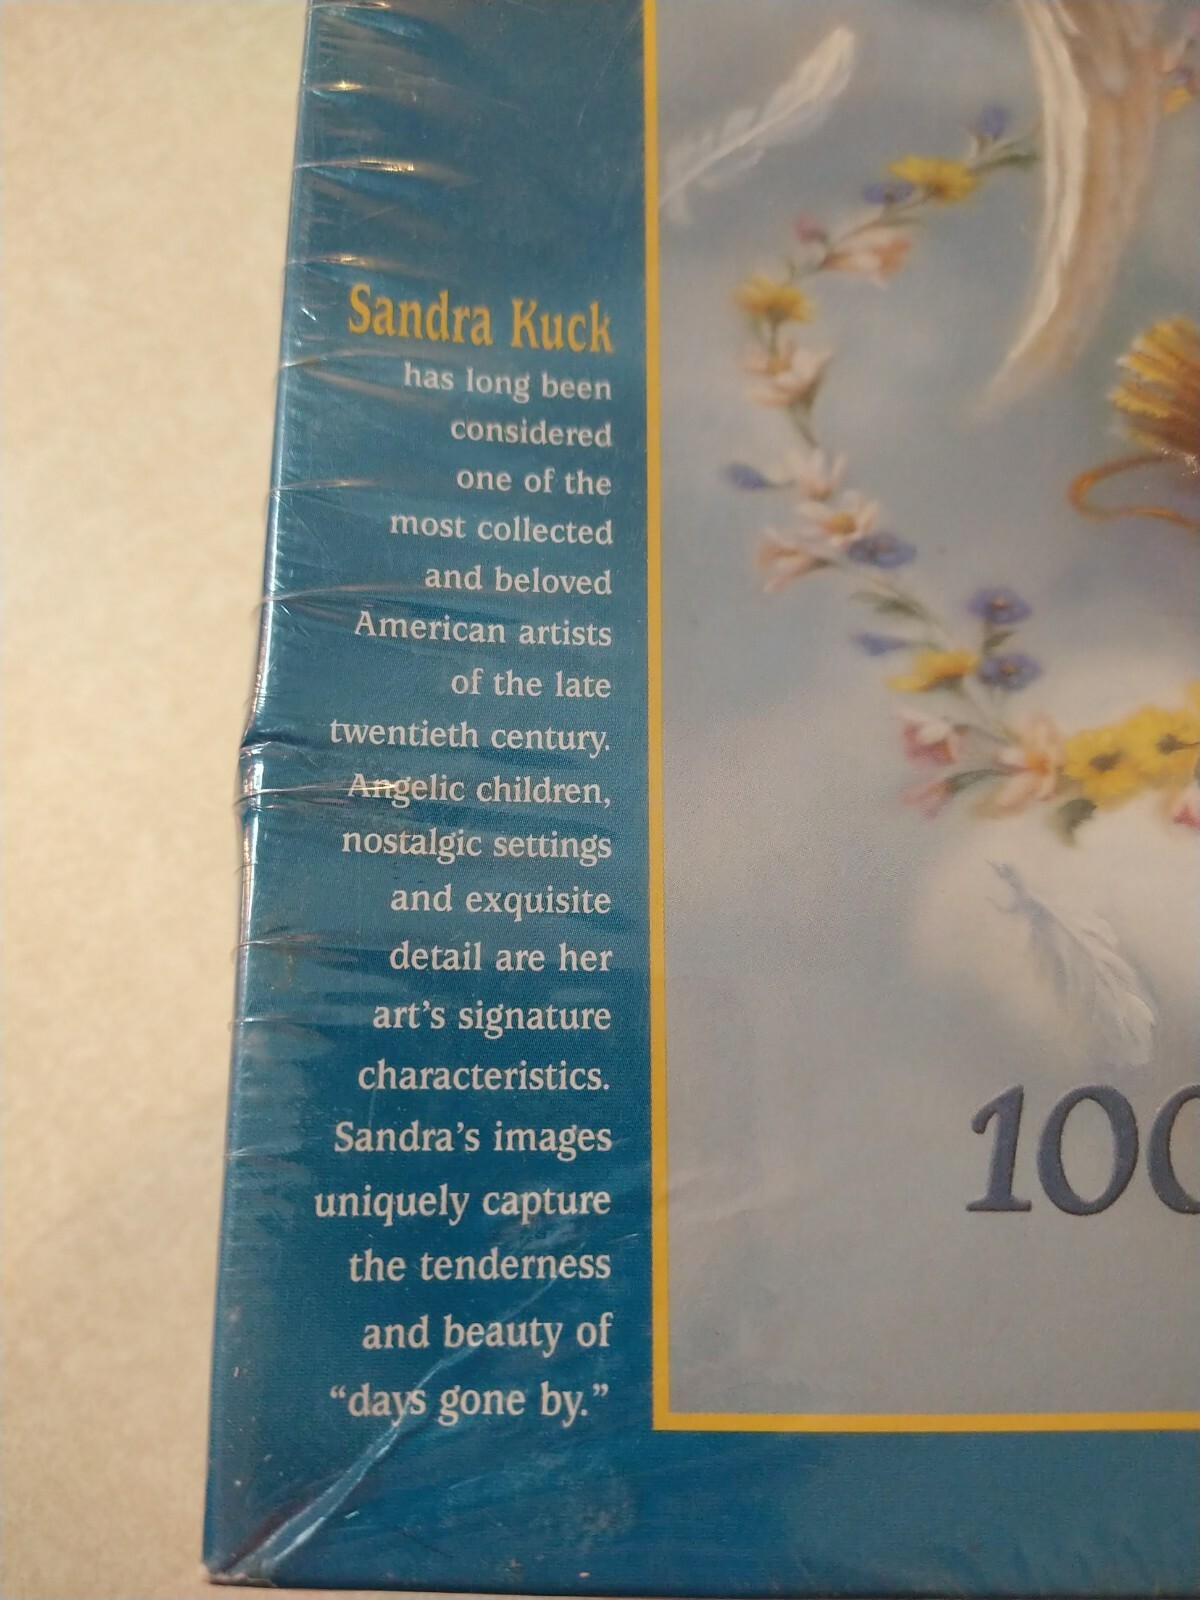 Sandra Kuck
has long been
considered
one of the
most collected
and beloved
American artists
of the late
twentieth century.
Angelic children,
nostalgic settings
and exquisite
detail are her
art’s signature
characteristics.
Sandra’s images
uniquely capture
the tenderness
and beauty of
“days gone by.”
100